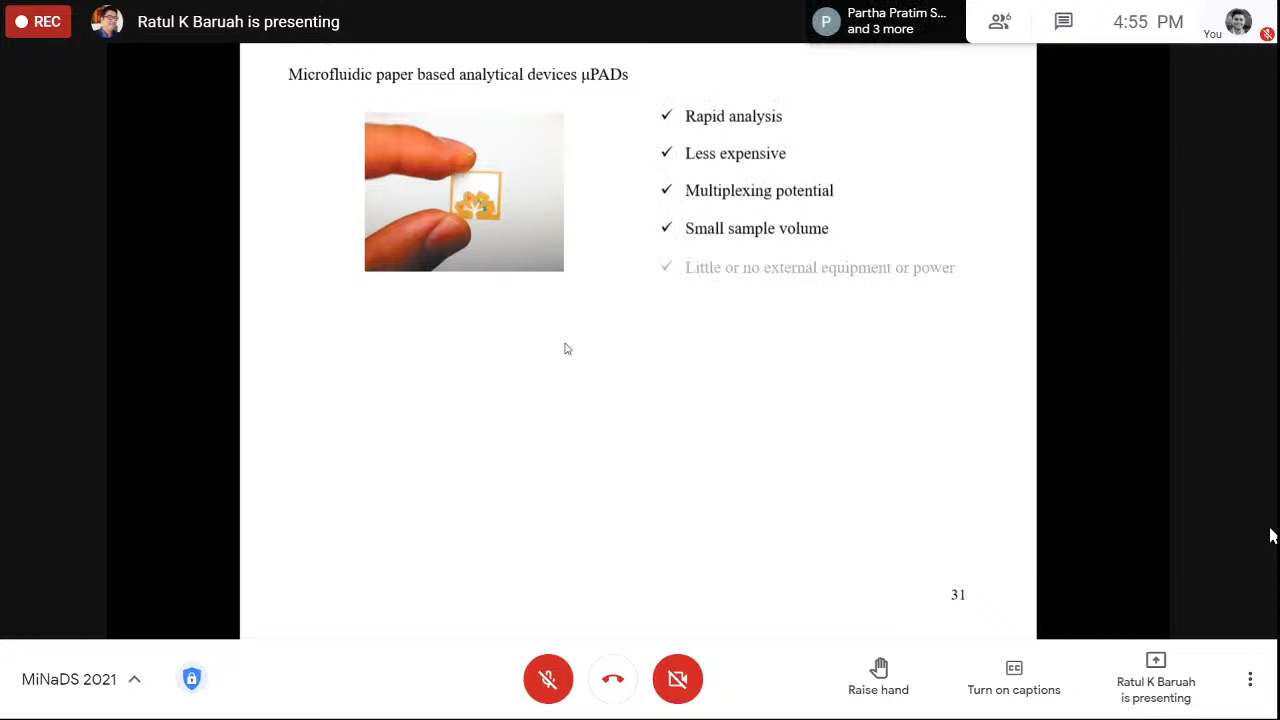 REC
Ratul K Baruah is presenting
P
Partha Pratim S...
and 3 more
6
4:55 PM
You
Microfluidic paper based analytical devices μPADs
✓ Rapid analysis
✓ Less expensive
✓ Multiplexing potential
✓ Small sample volume
✓ Little or no external equipment or power
31
MiNaDS 2021
Raise hand
CC
Turn on captions
Ratul K Baruah
is presenting